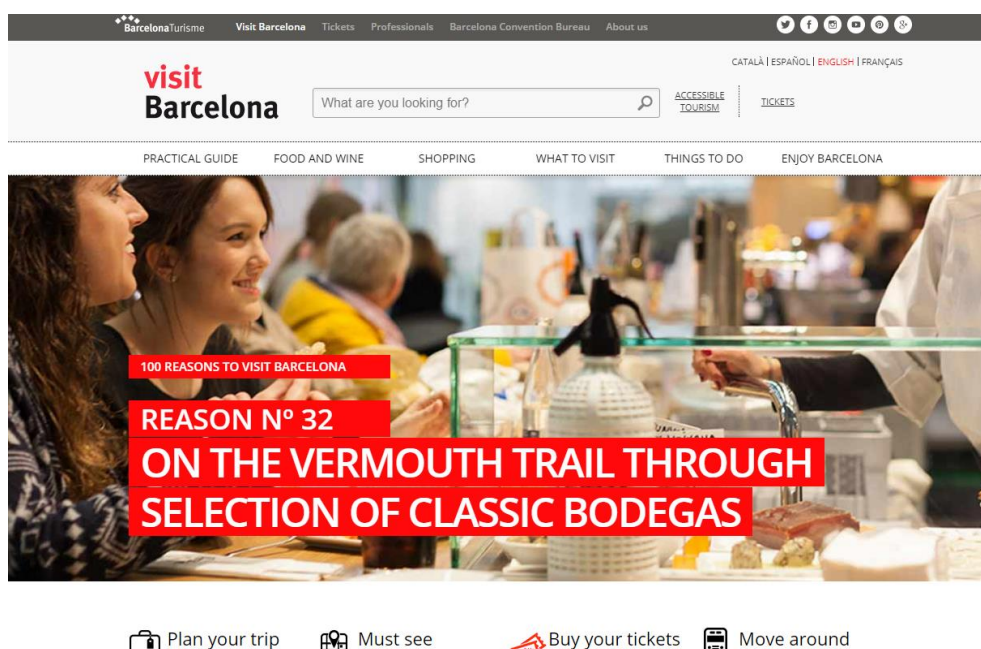 BarcelonaTurisme Visit Barcelona Tickets Professionals Barcelona Convention Bureau About us
CATALÀ | ESPAÑOL | ENGLISH | FRANÇAIS
visit
Barcelona
What are you looking for?
ACCESSIBLE
TOURISM
TICKETS
PRACTICAL GUIDE FOOD AND WINE SHOPPING WHAT TO VISIT THINGS TO DO ENJOY BARCELONA
100 REASONS TO VISIT BARCELONA
REASON Nº 32
ON THE VERMOUTH TRAIL THROUGH
SELECTION OF CLASSIC BODEGAS
Plan your trip Must see Buy your tickets Move around